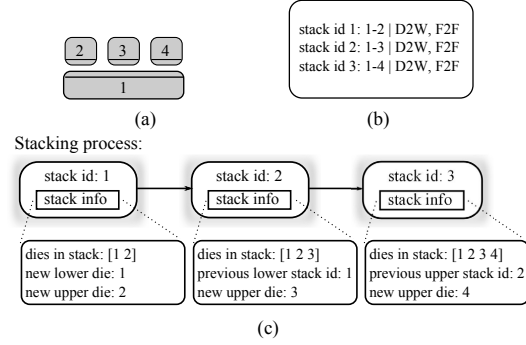 2 3 4
1
(a)
stack id 1: 1-2 | D2W, F2F
stack id 2: 1-3 | D2W, F2F
stack id 3: 1-4 | D2W, F2F
(b)
Stacking process:
stack id: 1
stack info
stack id: 2
stack info
stack id: 3
stack info
dies in stack: [1 2]
new lower die: 1
new upper die: 2
dies in stack: [1 2 3]
previous lower stack id: 1
new upper die: 3
dies in stack: [1 2 3 4]
previous upper stack id: 2
new upper die: 4
(c)